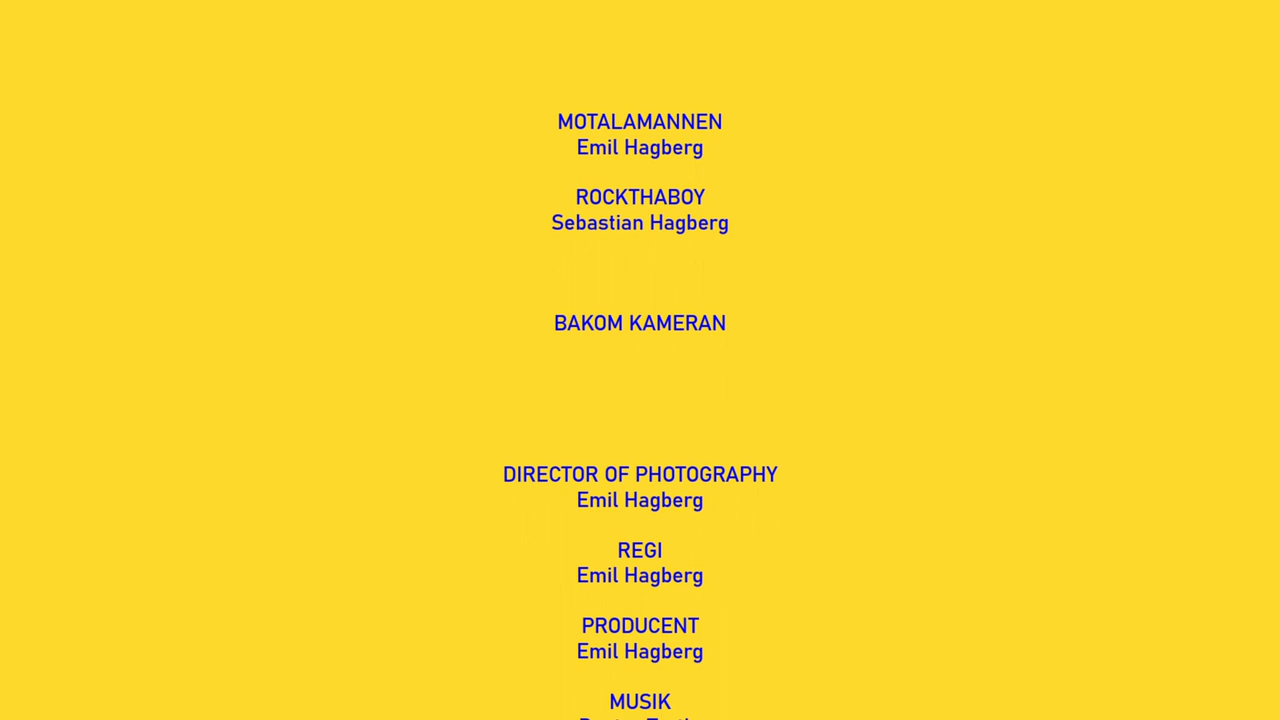 MOTALAMANNEN
Emil Hagberg
ROCKTHABOY
Sebastian Hagberg
BAKOM KAMERAN
DIRECTOR OF PHOTOGRAPHY
Emil Hagberg
REGI
Emil Hagberg
PRODUCENT
Emil Hagberg
MUSIK